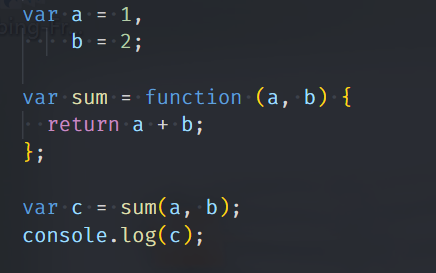 var a = 1,
    b = 2;

var sum = function (a, b) {
  return a + b;
};

var c = sum(a, b);
console.log(c);